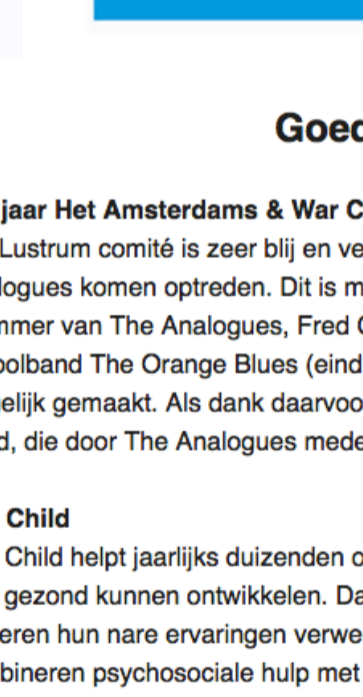 Goed
jaar Het Amsterdams & War C
Lustrum comité is zeer blij en ve
logues komen optreden. Dit is m
mmer van The Analogues, Fred
oolband The Orange Blues (eind
elijk gemaakt. Als dank daarvoo
d, die door The Analogues mede
Child
Child helpt jaarlijks duizenden o
gezond kunnen ontwikkelen. Da
eren hun nare ervaringen verwe
bineren psychosociale hulp met